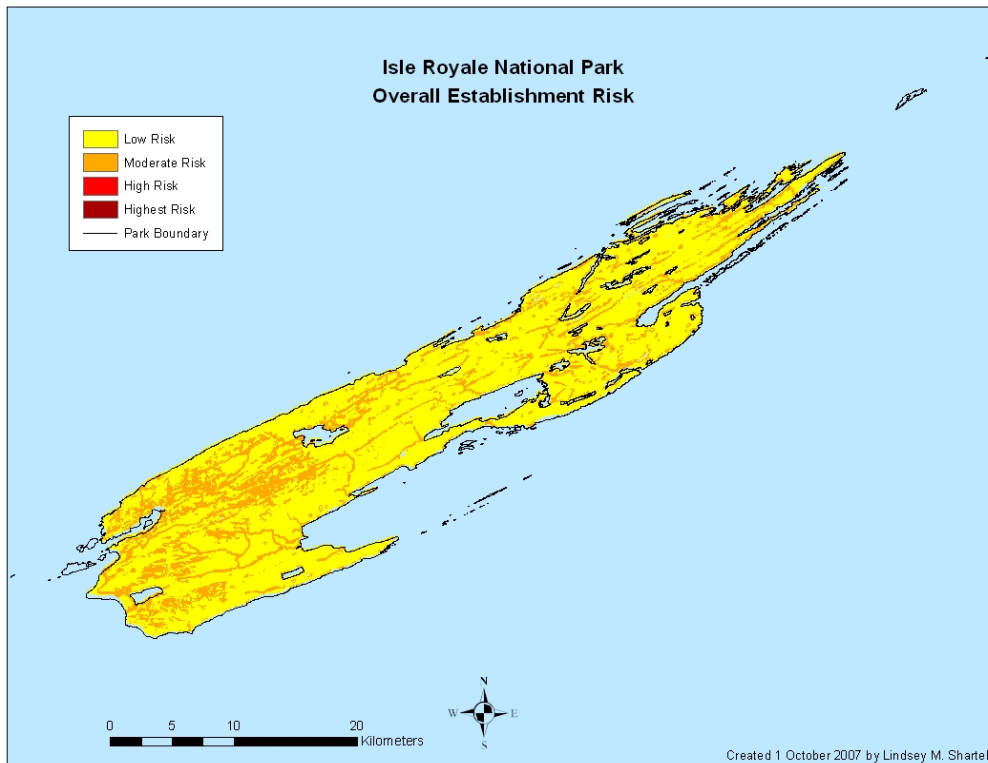 Isle Royale National Park
Overall Establishment Risk
Low Risk
Moderate Risk
High Risk
Highest Risk
Park Boundary
N
W E
S
0 5 10 20
Kilometers
Created 1 October 2007 by Lindsey M. Shartel